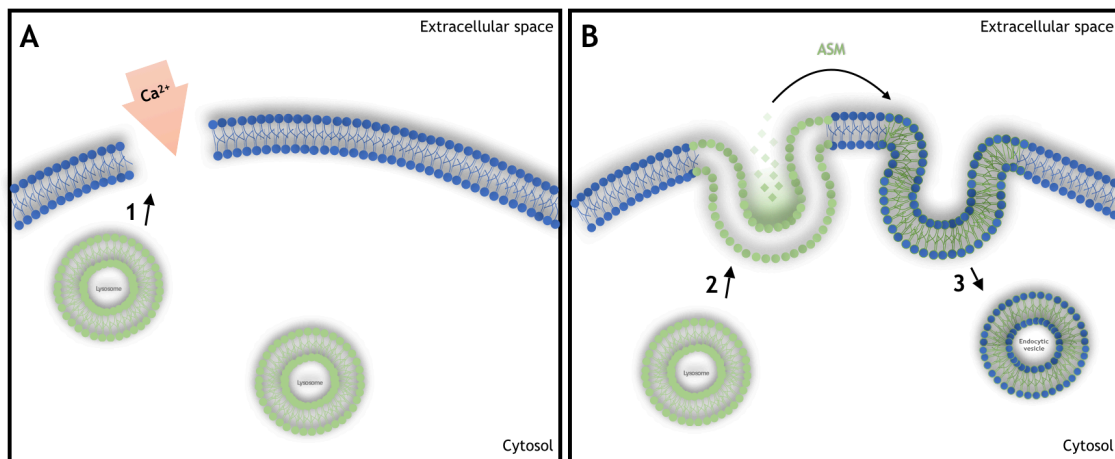 A
Extracellular space
Ca²⁺
1
Lysosome
Lysosome
Cytosol
B
Extracellular space
ASM
2
3
Lysosome
Endocytic
vesicle
Cytosol